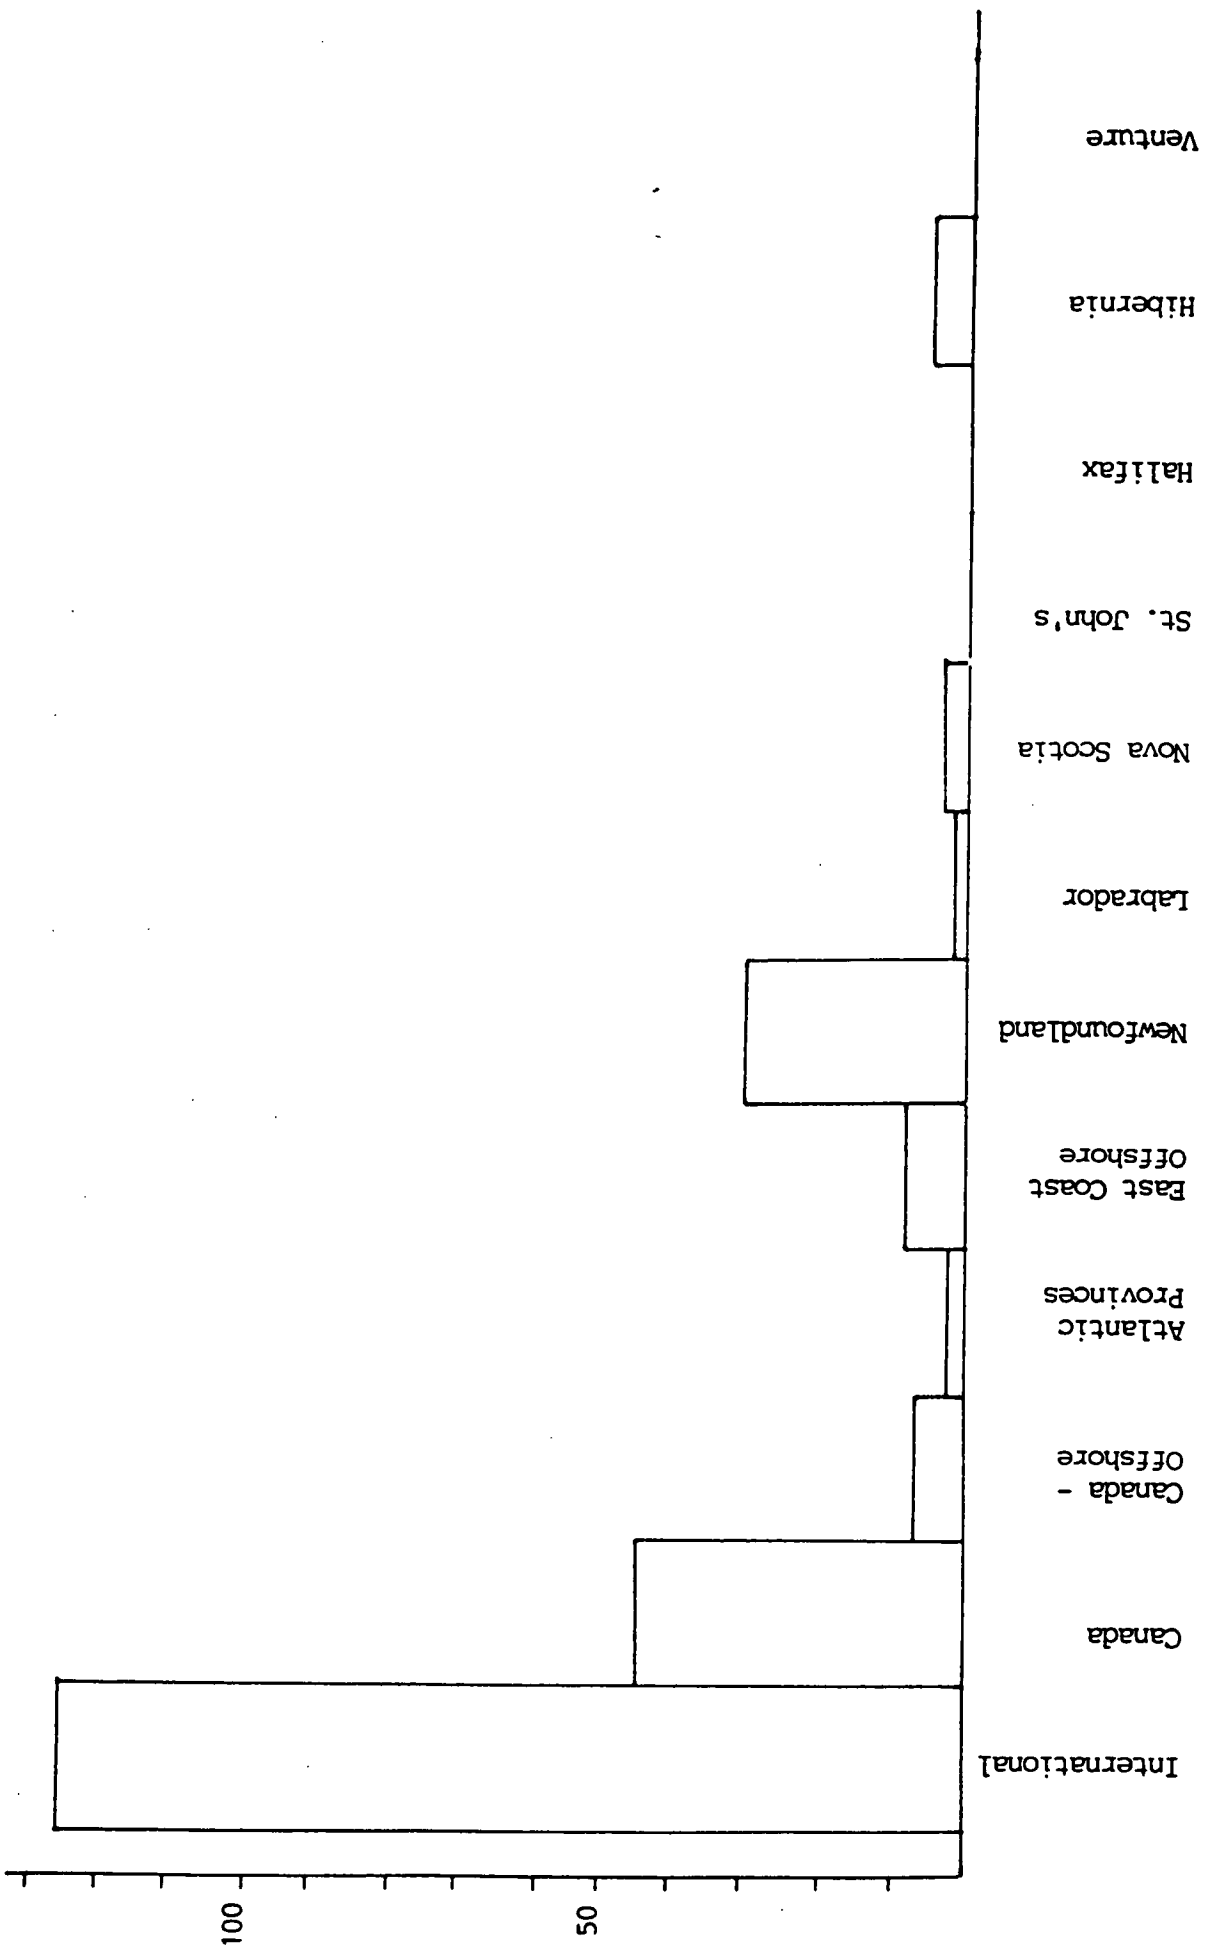 100
50
International
Canada
Canada -
Offshore
Atlantic
Provinces
East Coast
Offshore
Newfoundland
Labrador
Nova Scotia
St. John's
Halifax
Hibernia
Venture